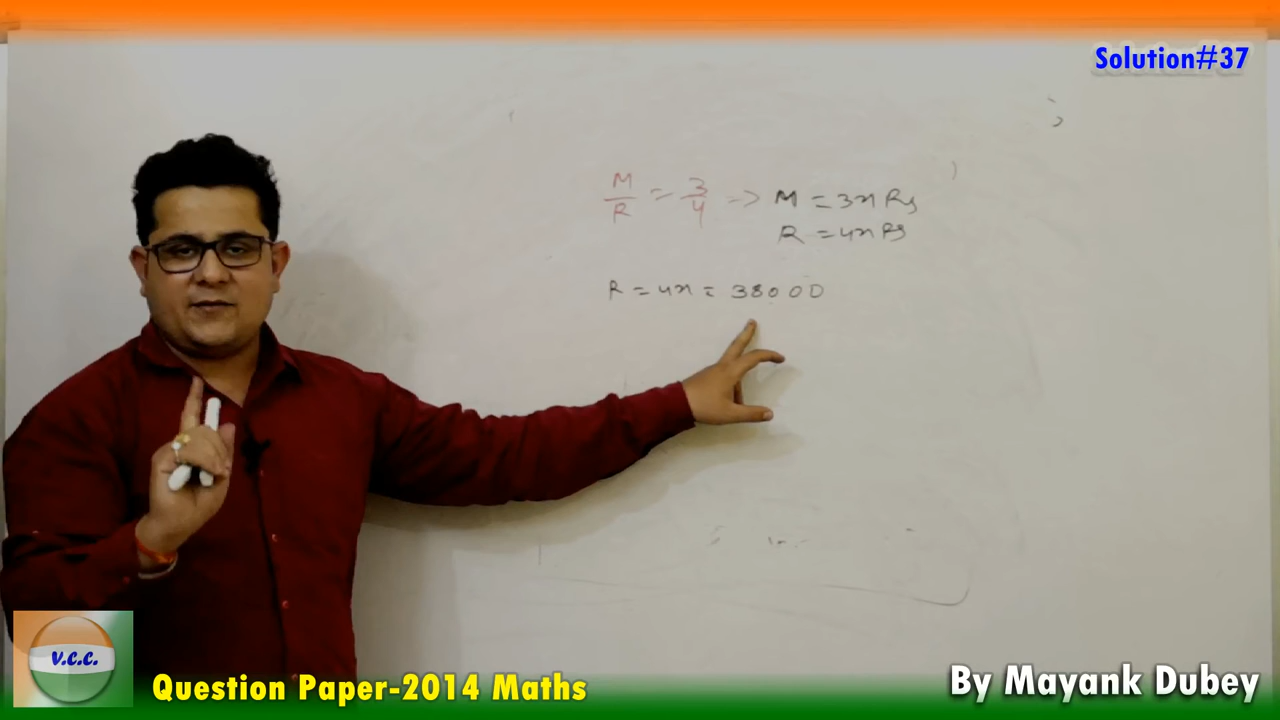 Solution#37
M/R = 3/4 => M = 3x Rs
R = 4x Rs
R = 4x = 38000
V.C.C.
Question Paper-2014 Maths
By Mayank Dubey